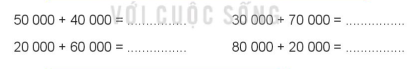 VỚI CUỘC SỐNG
50 000 + 40 000 = ............... 30 000 + 70 000 = ...............
20 000 + 60 000 = ............... 80 000 + 20 000 = ...............